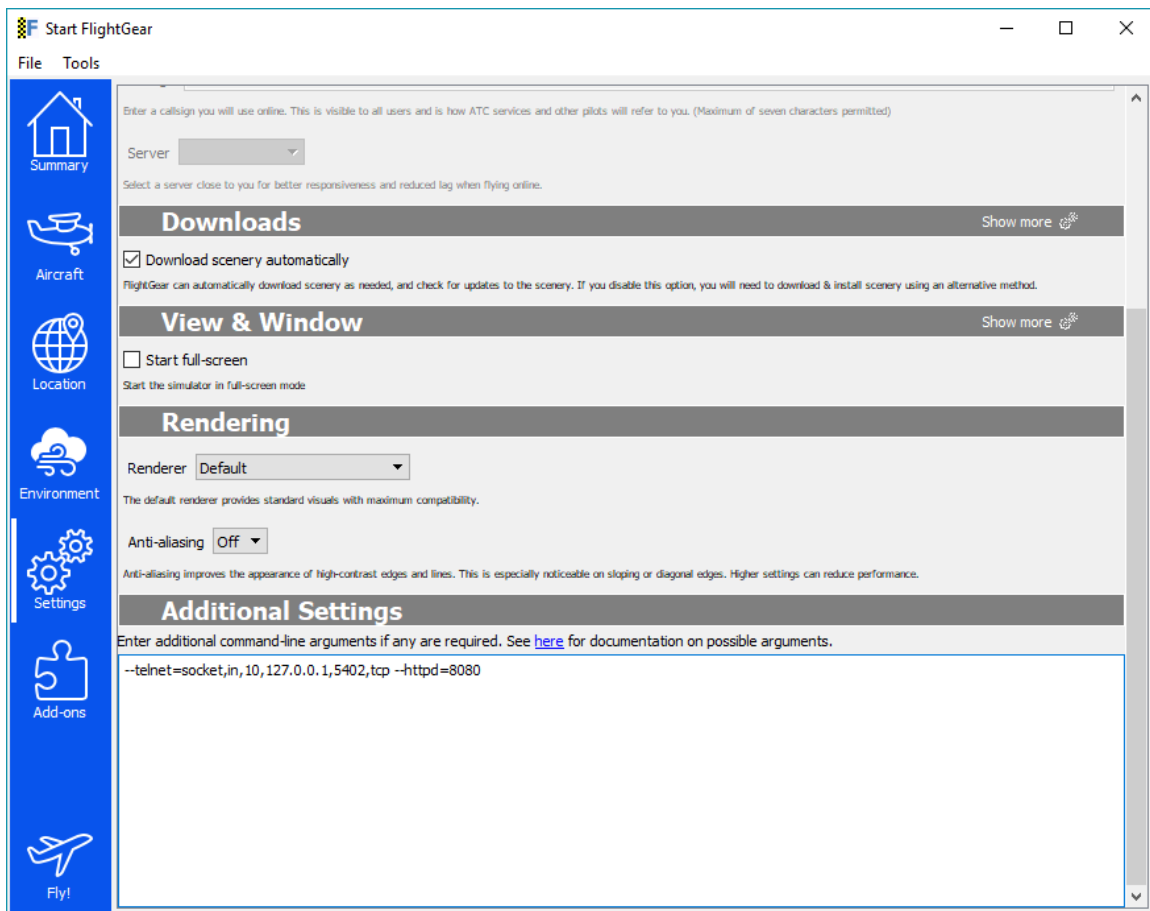 Start FlightGear
File Tools
Enter a callsign you will use online. This is visible to all users and is how ATC services and other pilots will refer to you. (Maximum of seven characters permitted)
Server
Select a server close to you for better responsiveness and reduced lag when flying online.
Downloads Show more
Download scenery automatically
FlightGear can automatically download scenery as needed, and check for updates to the scenery. If you disable this option, you will need to download & install scenery using an alternative method.
View & Window Show more
Start full-screen
Start the simulator in full-screen mode
Rendering
Renderer Default
The default renderer provides standard visuals with maximum compatibility.
Anti-aliasing Off
Anti-aliasing improves the appearance of high-contrast edges and lines. This is especially noticeable on sloping or diagonal edges. Higher settings can reduce performance.
Additional Settings
Enter additional command-line arguments if any are required. See here for documentation on possible arguments.
--telnet=socket,in,10,127.0.0.1,5402,tcp --httpd=8080
Summary
Aircraft
Location
Environment
Settings
Add-ons
Fly!